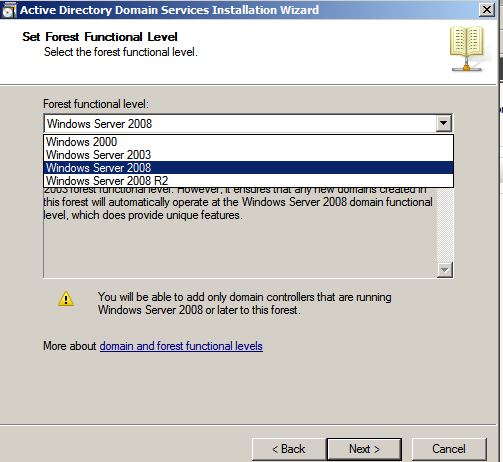 Active Directory Domain Services Installation Wizard
Set Forest Functional Level
Select the forest functional level.
Forest functional level:
Windows Server 2008
Windows 2000
Windows Server 2003
Windows Server 2008
Windows Server 2008 R2
2003 forest functional level. However, it ensures that any new domains created in
this forest will automatically operate at the Windows Server 2008 domain functional
level, which does provide unique features.
You will be able to add only domain controllers that are running
Windows Server 2008 or later to this forest.
More about domain and forest functional levels
< Back Next > Cancel